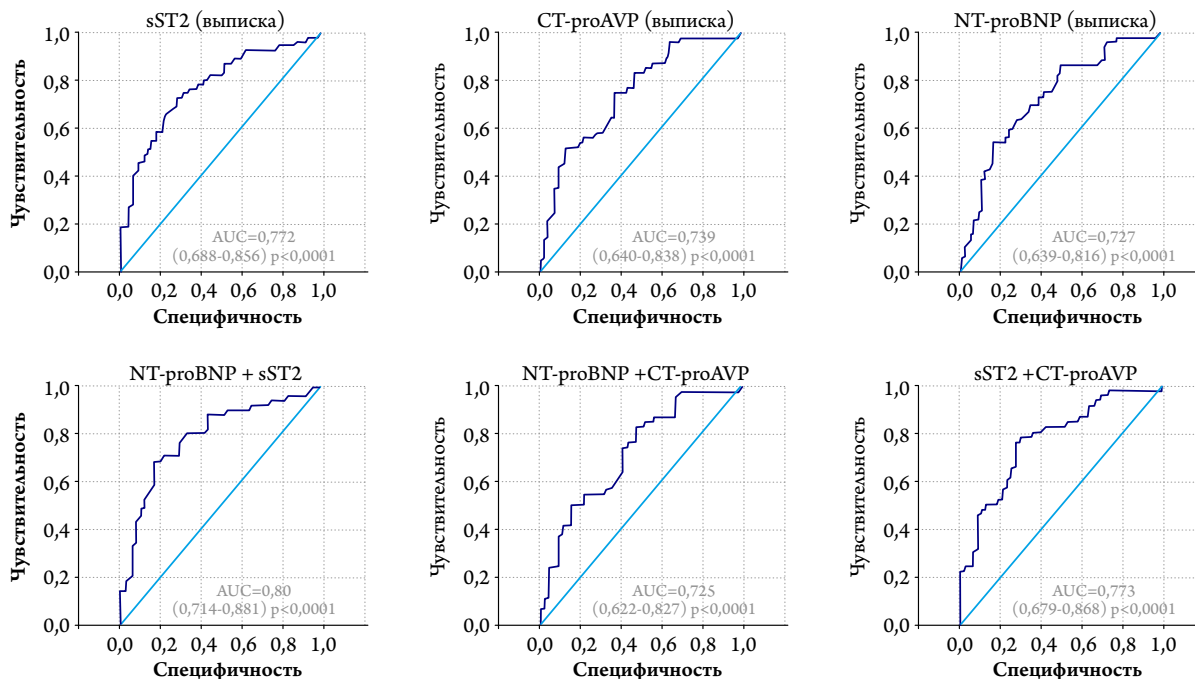 sST2 (выписка)
Чувствительность
1,0
0,8
0,6
0,4
0,2
0,0
AUC=0,772
(0,688-0,856) p<0,0001
0,0 0,2 0,4 0,6 0,8 1,0
Специфичность
CT-proAVP (выписка)
Чувствительность
1,0
0,8
0,6
0,4
0,2
0,0
AUC=0,739
(0,640-0,838) p<0,0001
0,0 0,2 0,4 0,6 0,8 1,0
Специфичность
NT-proBNP (выписка)
Чувствительность
1,0
0,8
0,6
0,4
0,2
0,0
AUC=0,727
(0,639-0,816) p<0,0001
0,0 0,2 0,4 0,6 0,8 1,0
Специфичность
NT-proBNP + sST2
Чувствительность
1,0
0,8
0,6
0,4
0,2
0,0
AUC=0,80
(0,714-0,881) p<0,0001
0,0 0,2 0,4 0,6 0,8 1,0
Специфичность
NT-proBNP +CT-proAVP
Чувствительность
1,0
0,8
0,6
0,4
0,2
0,0
AUC=0,725
(0,622-0,827) p<0,0001
0,0 0,2 0,4 0,6 0,8 1,0
Специфичность
sST2 +CT-proAVP
Чувствительность
1,0
0,8
0,6
0,4
0,2
0,0
AUC=0,773
(0,679-0,868) p<0,0001
0,0 0,2 0,4 0,6 0,8 1,0
Специфичность